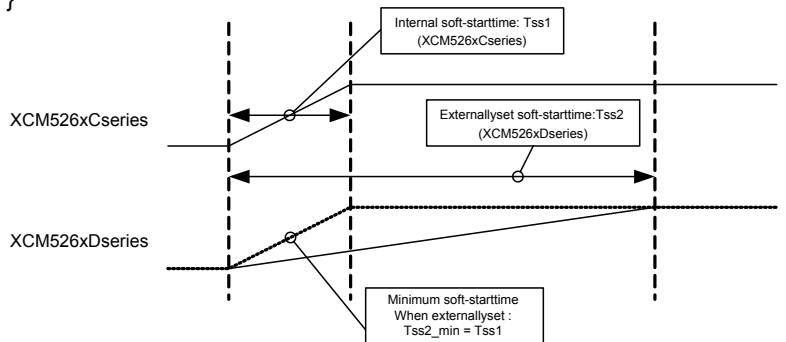 }
Internal soft-starttime: Tss1
(XCM526xCseries)
XCM526xCseries
Externallyset soft-starttime:Tss2
(XCM526xDseries)
XCM526xDseries
Minimum soft-starttime
When externallyset :
Tss2_min = Tss1